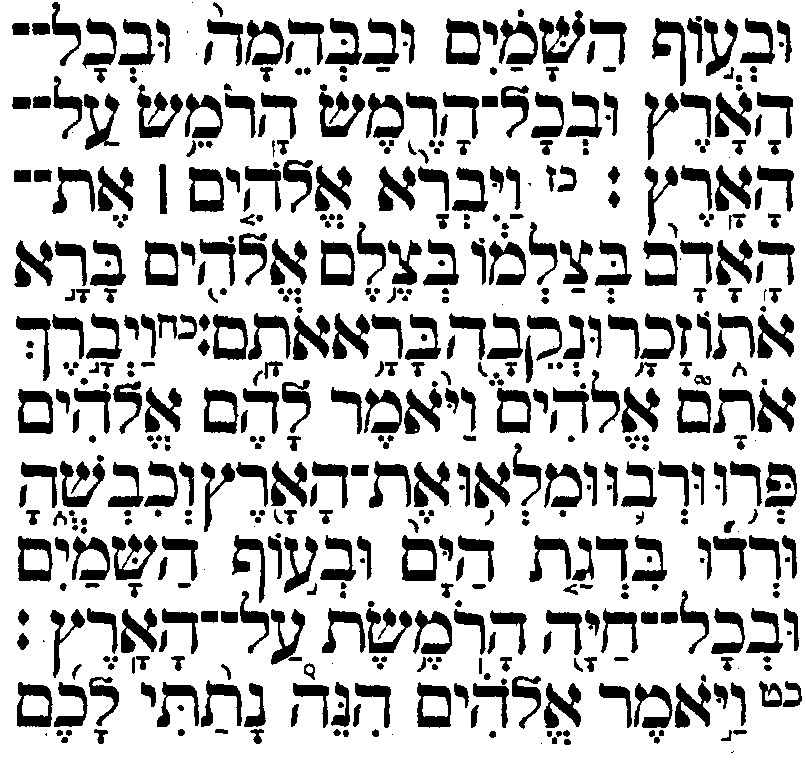 וּבְעוֹף הַשָּׁמַיִם וּבַבְּהֵמָה וּבְכָל־
הָאָרֶץ וּבְכָל־הָרֶמֶשׂ הָרֹמֵשׂ עַל־
הָאָרֶץ׃ כז וַיִּבְרָא אֱלֹהִים ׀ אֶת־
הָאָדָם בְּצַלְמוֹ בְּצֶלֶם אֱלֹהִים בָּרָא
אֹתוֹ זָכָר וּנְקֵבָה בָּרָא אֹתָם׃ כח וַיְבָרֶךְ
אֹתָם אֱלֹהִים וַיֹּאמֶר לָהֶם אֱלֹהִים
פְּרוּ וּרְבוּ וּמִלְאוּ אֶת־הָאָרֶץ וְכִבְשֻׁהָ
וּרְדוּ בִּדְגַת הַיָּם וּבְעוֹף הַשָּׁמַיִם
וּבְכָל־חַיָּה הָרֹמֶשֶׂת עַל־הָאָרֶץ׃
כט וַיֹּאמֶר אֱלֹהִים הִנֵּה נָתַתִּי לָכֶם